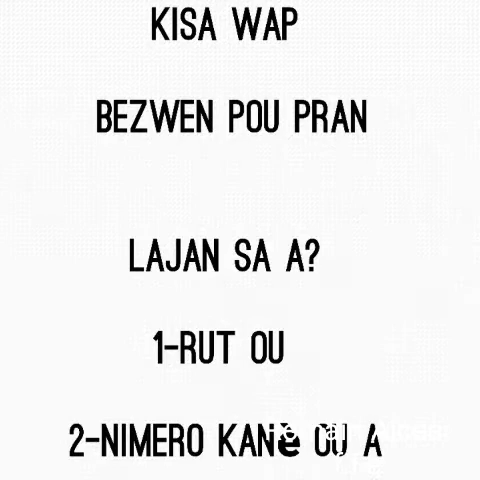 KISA WAP
BEZWEN POU PRAN
LAJAN SA A?
1-RUT OU
2-NIMERO KANè OU A